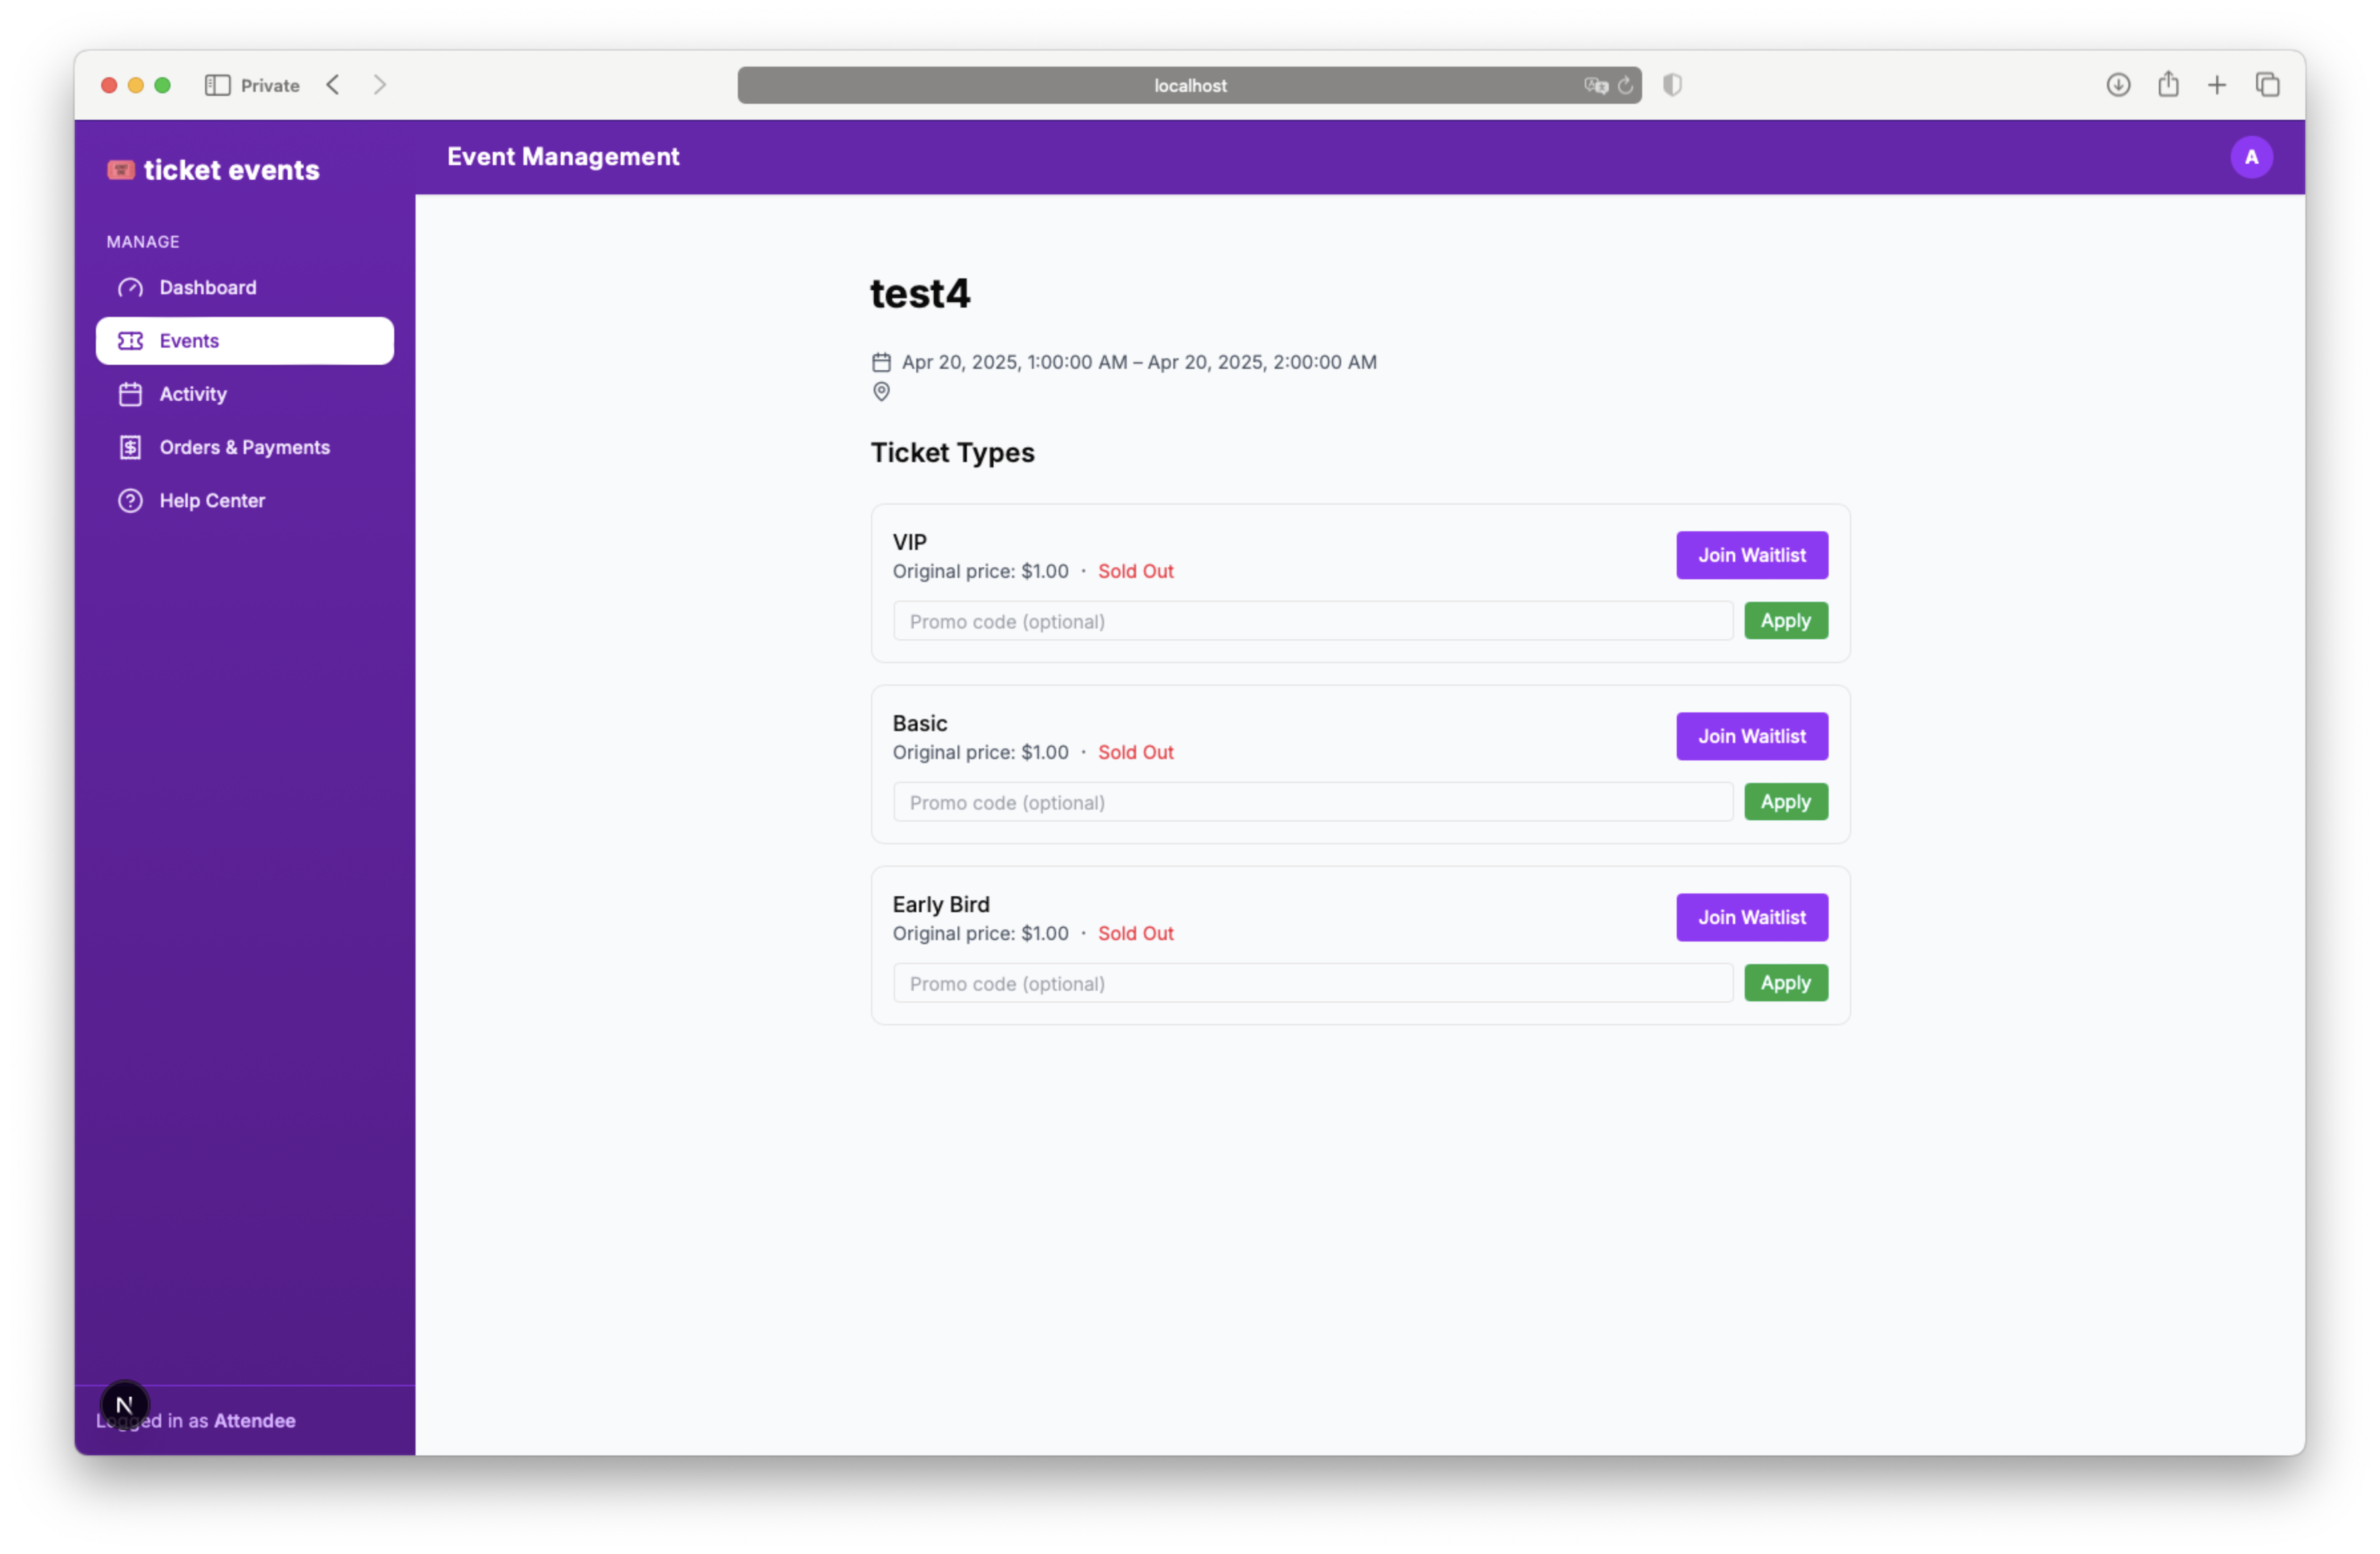 Private
localhost
ticket events
Event Management
A
MANAGE
Dashboard
Events
Activity
Orders & Payments
Help Center
test4
Apr 20, 2025, 1:00:00 AM – Apr 20, 2025, 2:00:00 AM
Ticket Types
VIP
Original price: $1.00 · Sold Out
Join Waitlist
Promo code (optional)
Apply
Basic
Original price: $1.00 · Sold Out
Join Waitlist
Promo code (optional)
Apply
Early Bird
Original price: $1.00 · Sold Out
Join Waitlist
Promo code (optional)
Apply
N
Logged in as Attendee